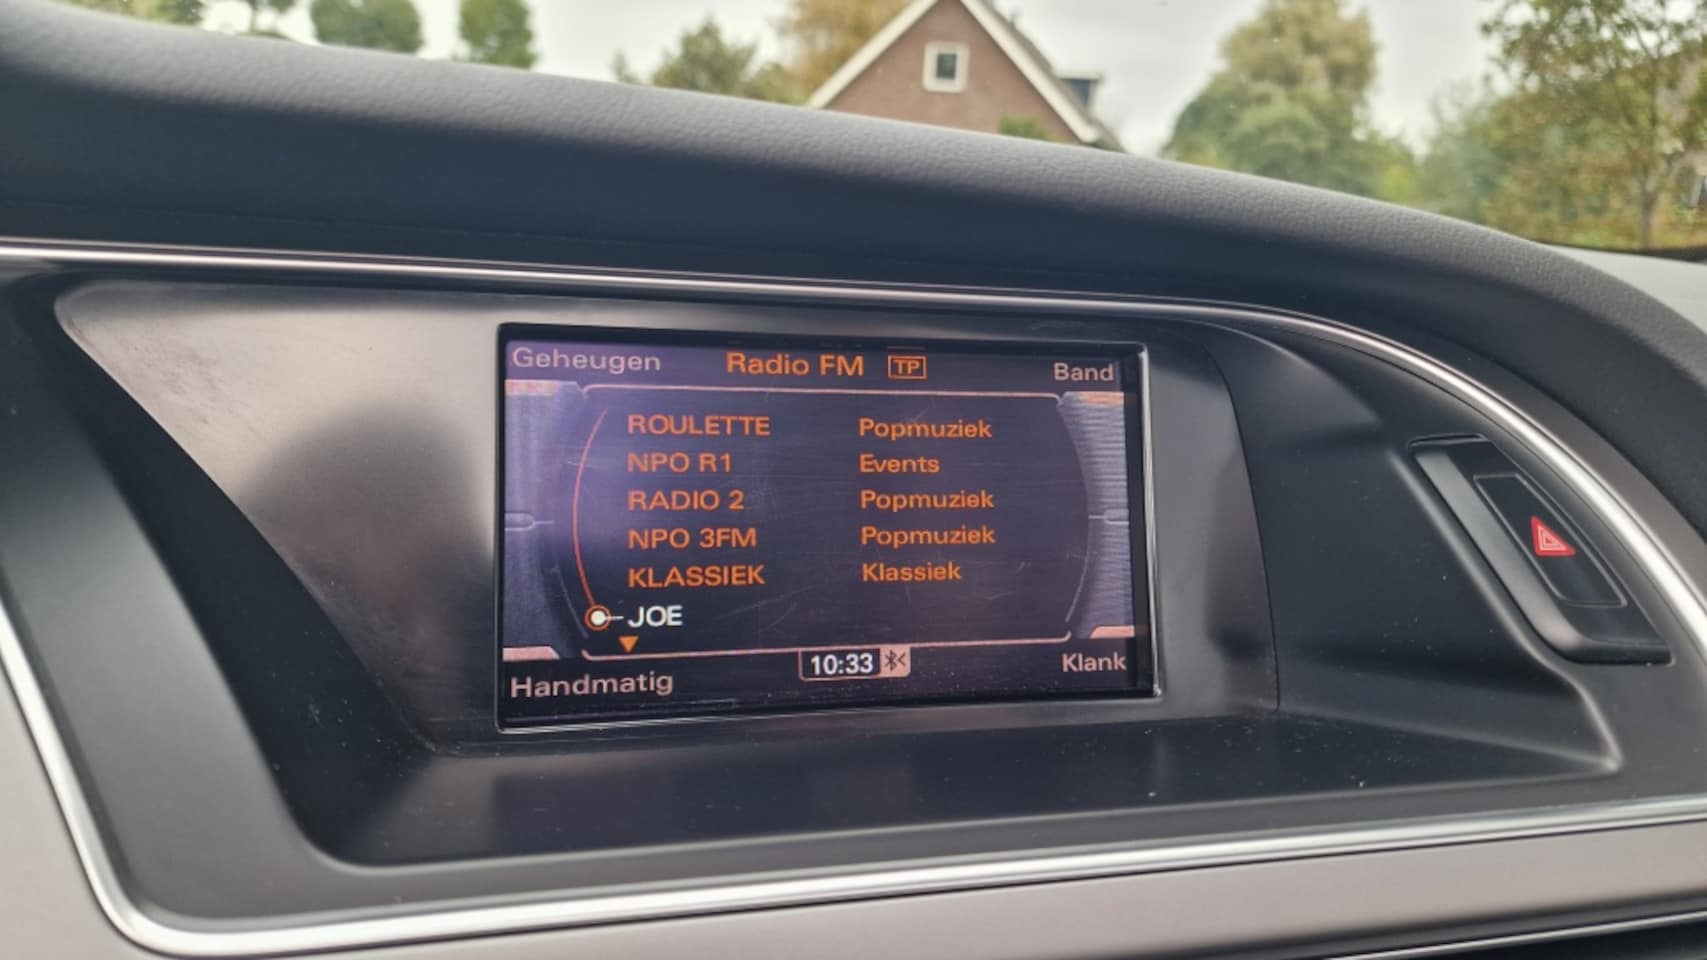 Geheugen Radio FM TP Band
ROULETTE Popmuziek
NPO R1 Events
RADIO 2 Popmuziek
NPO 3FM Popmuziek
KLASSIEK Klassiek
JOE
Handmatig 10:33 Klank